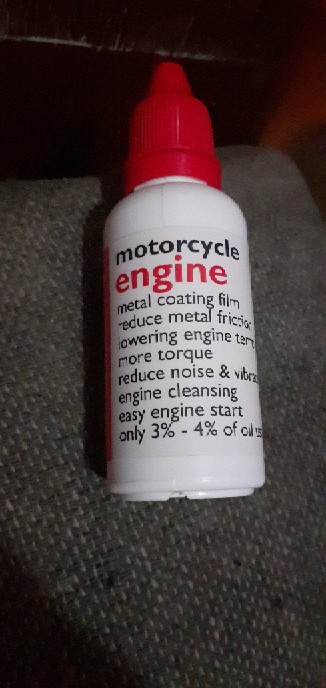 motorcycle
engine
metal coating film
reduce metal friction
lowering engine
more torque
reduce noise &
engine cleansing
easy engine start
only 3% - 4% of oil